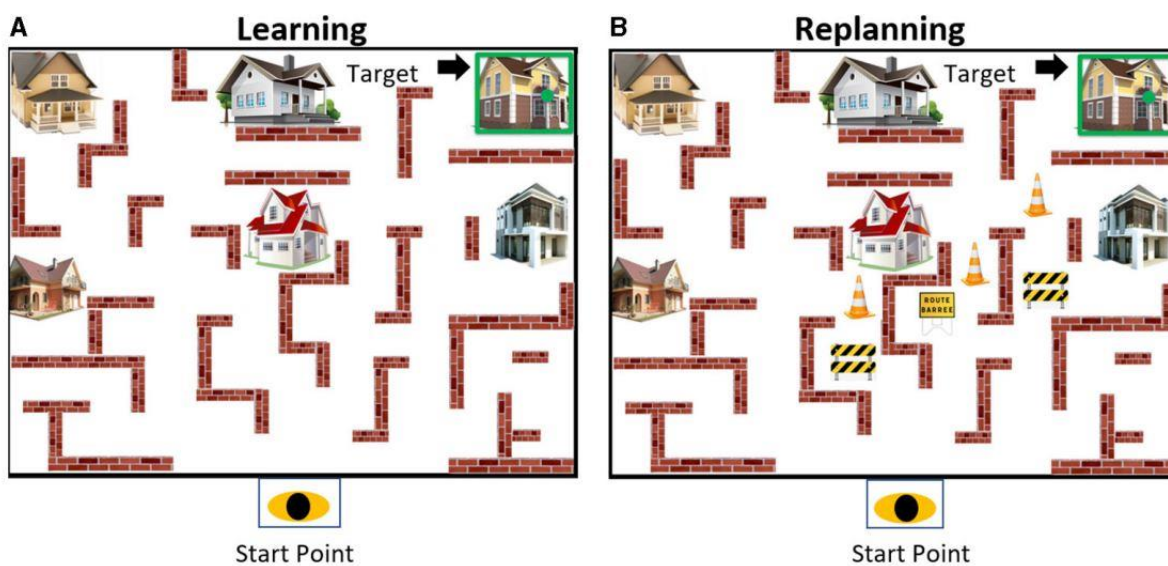 A
Learning
Target
Start Point
B
Replanning
Target
ROUTE
BARREE
Start Point